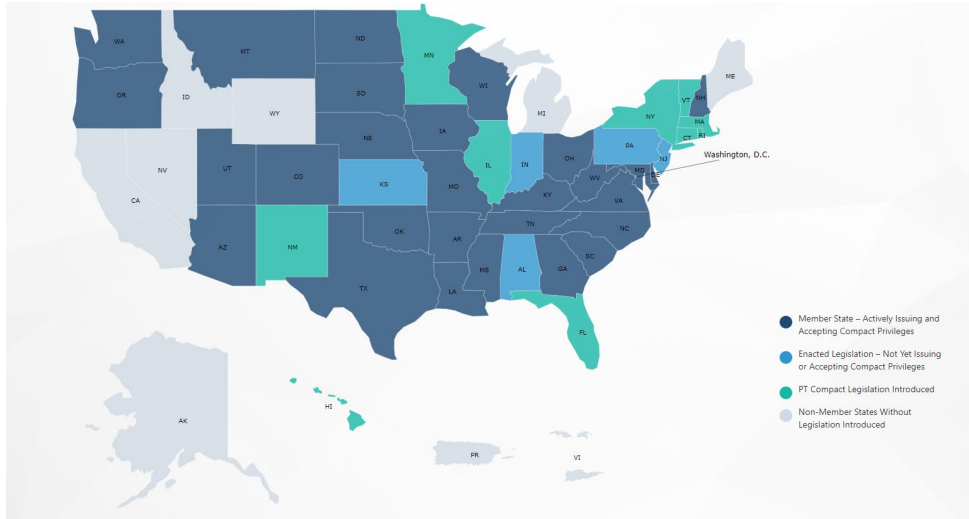 WA
MT
ND
MN
OR
ID
WY
SD
WI
MI
ME
VT
NH
NY
MA
CT
RI
NV
UT
CO
NE
IA
IL
IN
OH
PA
NJ
Washington, D.C.
MD
DE
CA
KS
MO
KY
WV
VA
AZ
NM
OK
AR
TN
NC
SC
TX
LA
MS
AL
GA
FL
AK
HI
PR
VI
Member State – Actively Issuing and
Accepting Compact Privileges
Enacted Legislation – Not Yet Issuing
or Accepting Compact Privileges
PT Compact Legislation Introduced
Non-Member States Without
Legislation Introduced